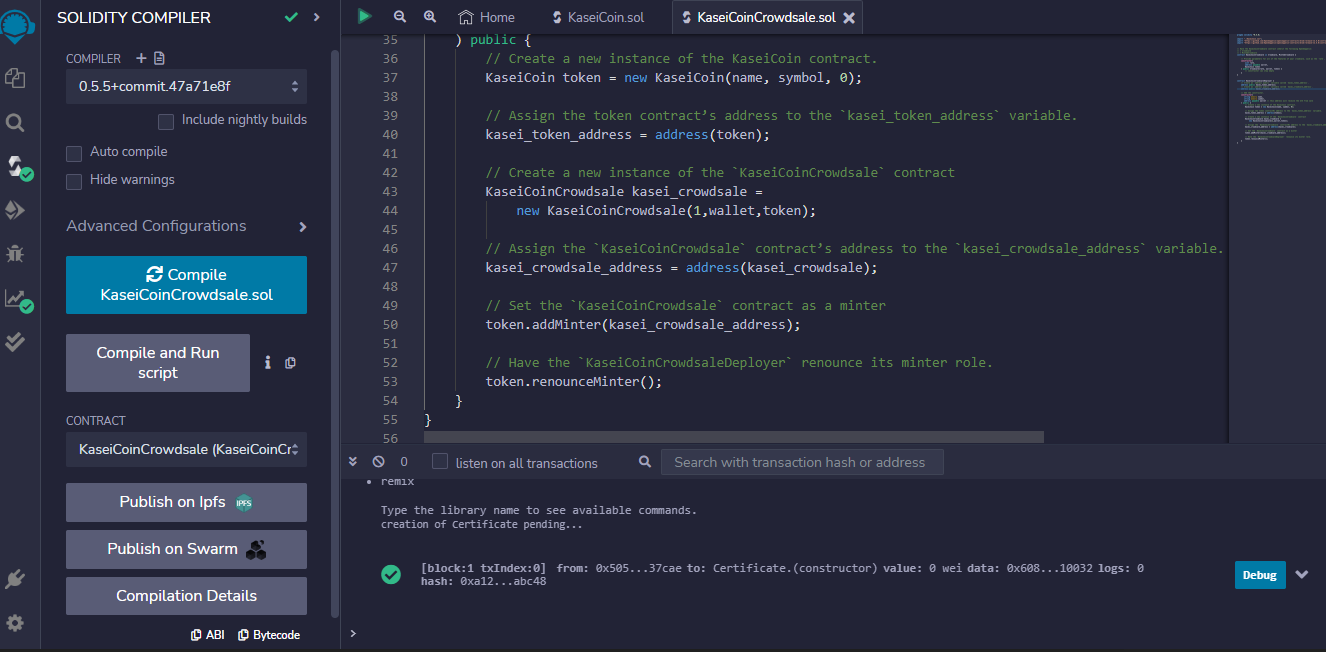 SOLIDITY COMPILER
COMPILER
0.5.5+commit.47a71e8f
Include nightly builds
Auto compile
Hide warnings
Advanced Configurations
Compile
KaseiCoinCrowdsale.sol
Compile and Run
script
CONTRACT
KaseiCoinCrowdsale (KaseiCoinCr
Publish on Ipfs
IPFS
Publish on Swarm
Compilation Details
ABI
Bytecode
Home
KaseiCoin.sol
KaseiCoinCrowdsale.sol
35 ) public {
36 // Create a new instance of the KaseiCoin contract.
37 KaseiCoin token = new KaseiCoin(name, symbol, 0);
38
39 // Assign the token contract’s address to the `kasei_token_address` variable.
40 kasei_token_address = address(token);
41
42 // Create a new instance of the `KaseiCoinCrowdsale` contract
43 KaseiCoinCrowdsale kasei_crowdsale =
44 new KaseiCoinCrowdsale(1,wallet,token);
45
46 // Assign the `KaseiCoinCrowdsale` contract’s address to the `kasei_crowdsale_address` variable.
47 kasei_crowdsale_address = address(kasei_crowdsale);
48
49 // Set the `KaseiCoinCrowdsale` contract as a minter
50 token.addMinter(kasei_crowdsale_address);
51
52 // Have the `KaseiCoinCrowdsaleDeployer` renounce its minter role.
53 token.renounceMinter();
54 }
55 }
56
0
listen on all transactions
Search with transaction hash or address
• remix
Type the library name to see available commands.
creation of Certificate pending...
[block:1 txIndex:0] from: 0x505...37cae to: Certificate.(constructor) value: 0 wei data: 0x608...10032 logs: 0
hash: 0xa12...abc48
Debug
>